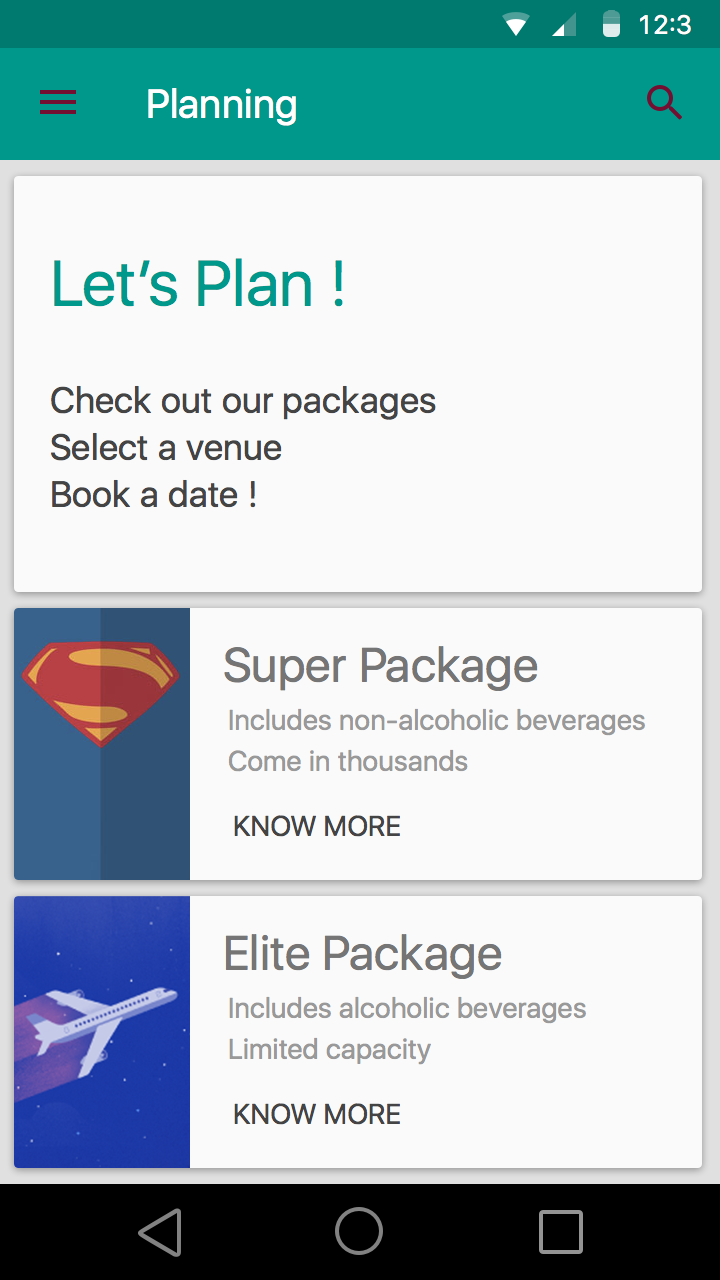 12:3
Planning
Let’s Plan !
Check out our packages
Select a venue
Book a date !
Super Package
Includes non-alcoholic beverages
Come in thousands
KNOW MORE
Elite Package
Includes alcoholic beverages
Limited capacity
KNOW MORE